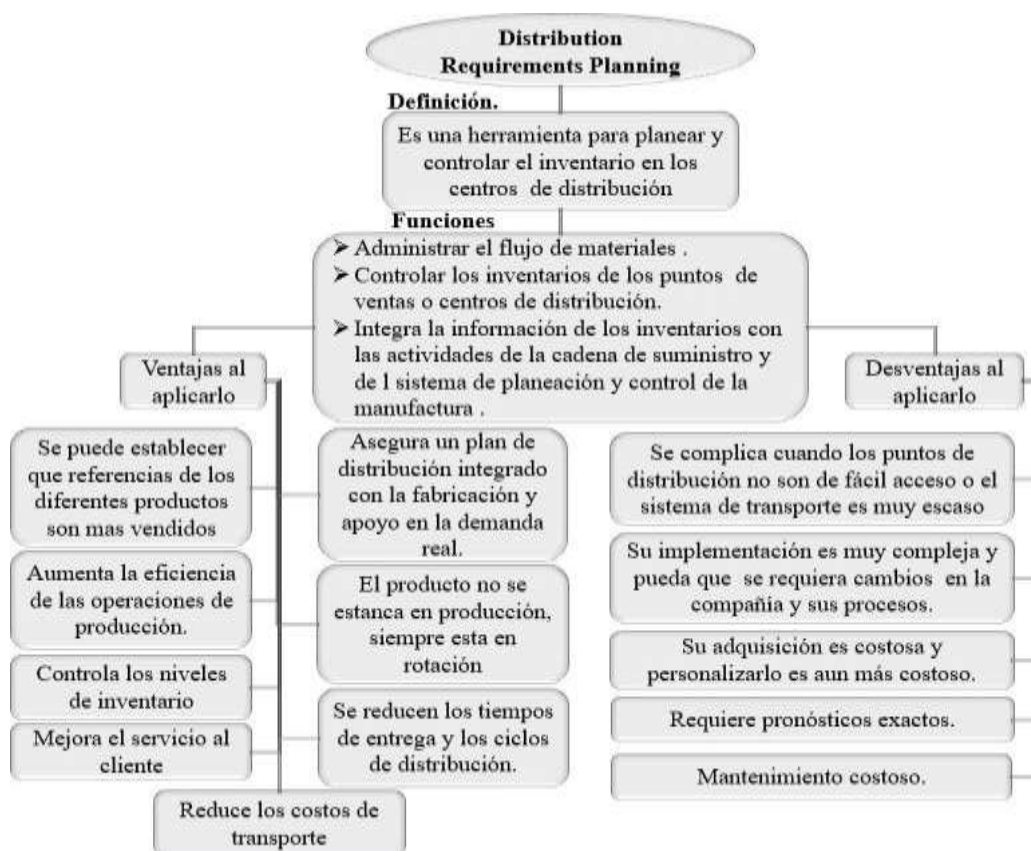 Distribution
Requirements Planning
Definición.
Es una herramienta para planear y
controlar el inventario en los
centros de distribución
Funciones
➤ Administrar el flujo de materiales .
➤ Controlar los inventarios de los puntos de
ventas o centros de distribución.
➤ Integra la información de los inventarios con
las actividades de la cadena de suministro y
de l sistema de planeación y control de la
manufactura .
Ventajas al
aplicarlo
Se puede establecer
que referencias de los
diferentes productos
son mas vendidos
Aumenta la eficiencia
de las operaciones de
producción.
Controla los niveles
de inventario
Mejora el servicio al
cliente
Asegura un plan de
distribución integrado
con la fabricación y
apoyo en la demanda
real.
El producto no se
estanca en producción,
siempre esta en
rotación
Se reducen los tiempos
de entrega y los ciclos
de distribución.
Reduce los costos de
transporte
Desventajas al
aplicarlo
Se complica cuando los puntos de
distribución no son de fácil acceso o el
sistema de transporte es muy escaso
Su implementación es muy compleja y
pueda que se requiera cambios en la
compañía y sus procesos.
Su adquisición es costosa y
personalizarlo es aun más costoso.
Requiere pronósticos exactos.
Mantenimiento costoso.